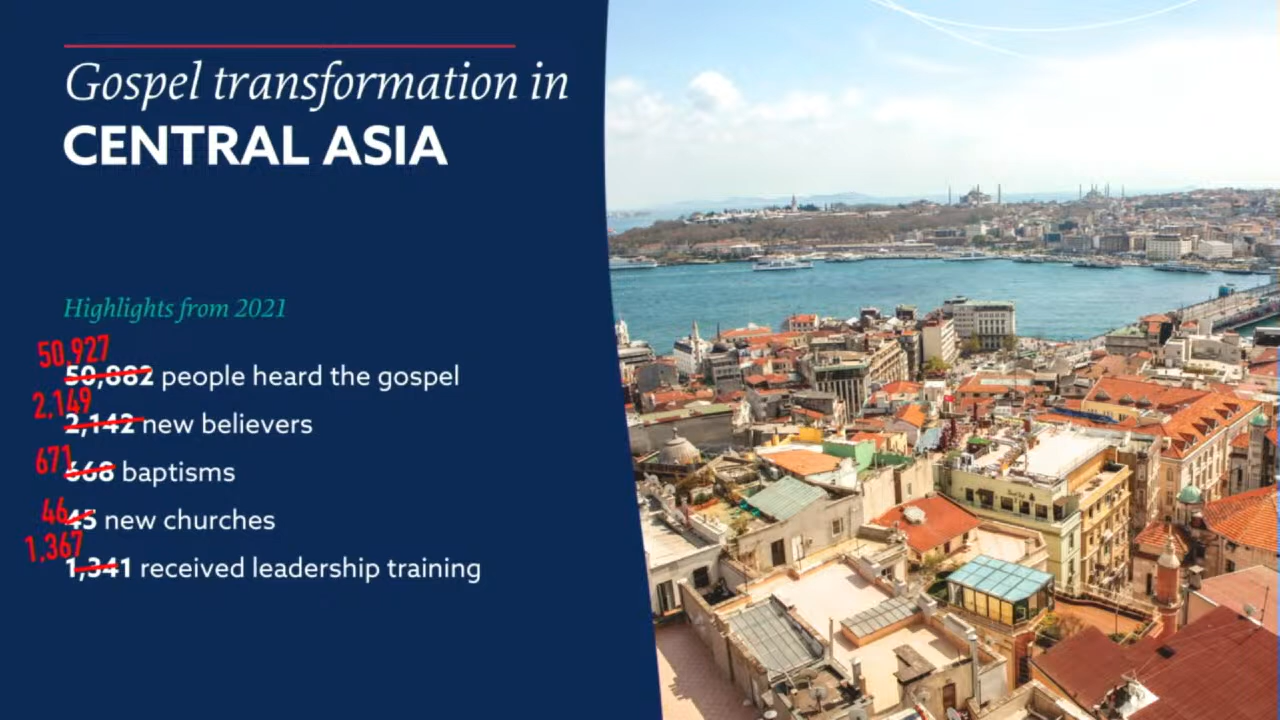 Gospel transformation in
CENTRAL ASIA
Highlights from 2021
50,927
50,882 people heard the gospel
2,149
2,142 new believers
671
668 baptisms
46
45 new churches
1,367
1,341 received leadership training